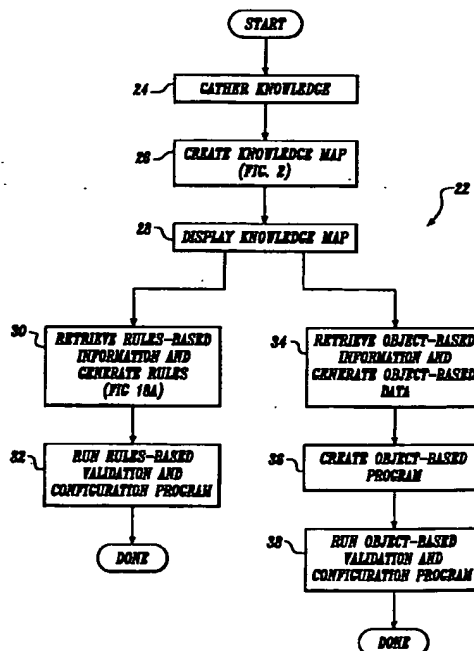 START
24
GATHER KNOWLEDGE
26
CREATE KNOWLEDGE MAP
(FIG. 2)
22
28
DISPLAY KNOWLEDGE MAP
30
RETRIEVE RULES-BASED
INFORMATION AND
GENERATE RULES
(FIG 18A)
34
RETRIEVE OBJECT-BASED
INFORMATION AND
GENERATE OBJECT-BASED
DATA
32
RUN RULES-BASED
VALIDATION AND
CONFIGURATION PROGRAM
36
CREATE OBJECT-BASED
PROGRAM
DONE
38
RUN OBJECT-BASED
VALIDATION AND
CONFIGURATION PROGRAM
DONE